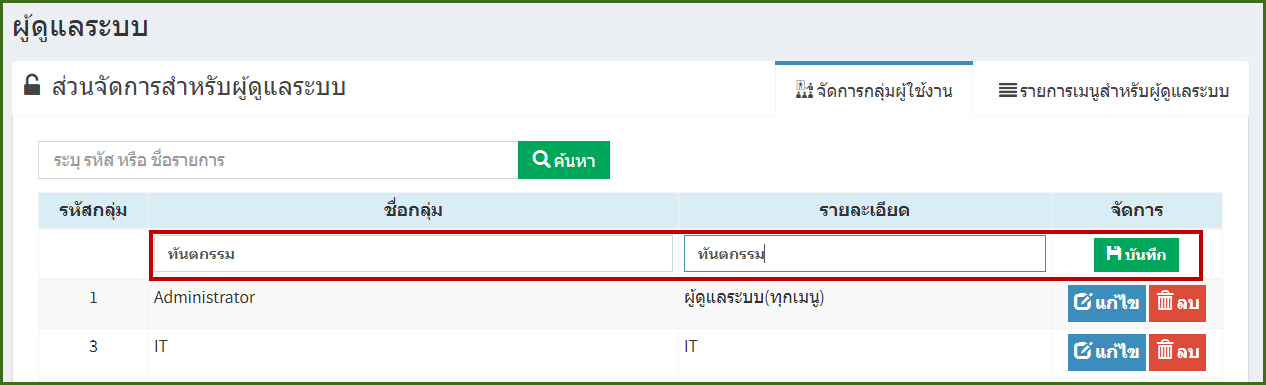 ผู้ดูแลระบบ
ส่วนจัดการสำหรับผู้ดูแลระบบ จัดการกลุ่มผู้ใช้งาน รายการเมนูสำหรับผู้ดูแลระบบ
ระบุ รหัส หรือ ชื่อรายการ ค้นหา
รหัสกลุ่ม ชื่อกลุ่ม รายละเอียด จัดการ
ทันตกรรม ทันตกรรม บันทึก
1 Administrator ผู้ดูแลระบบ(ทุกเมนู) แก้ไข ลบ
3 IT IT แก้ไข ลบ